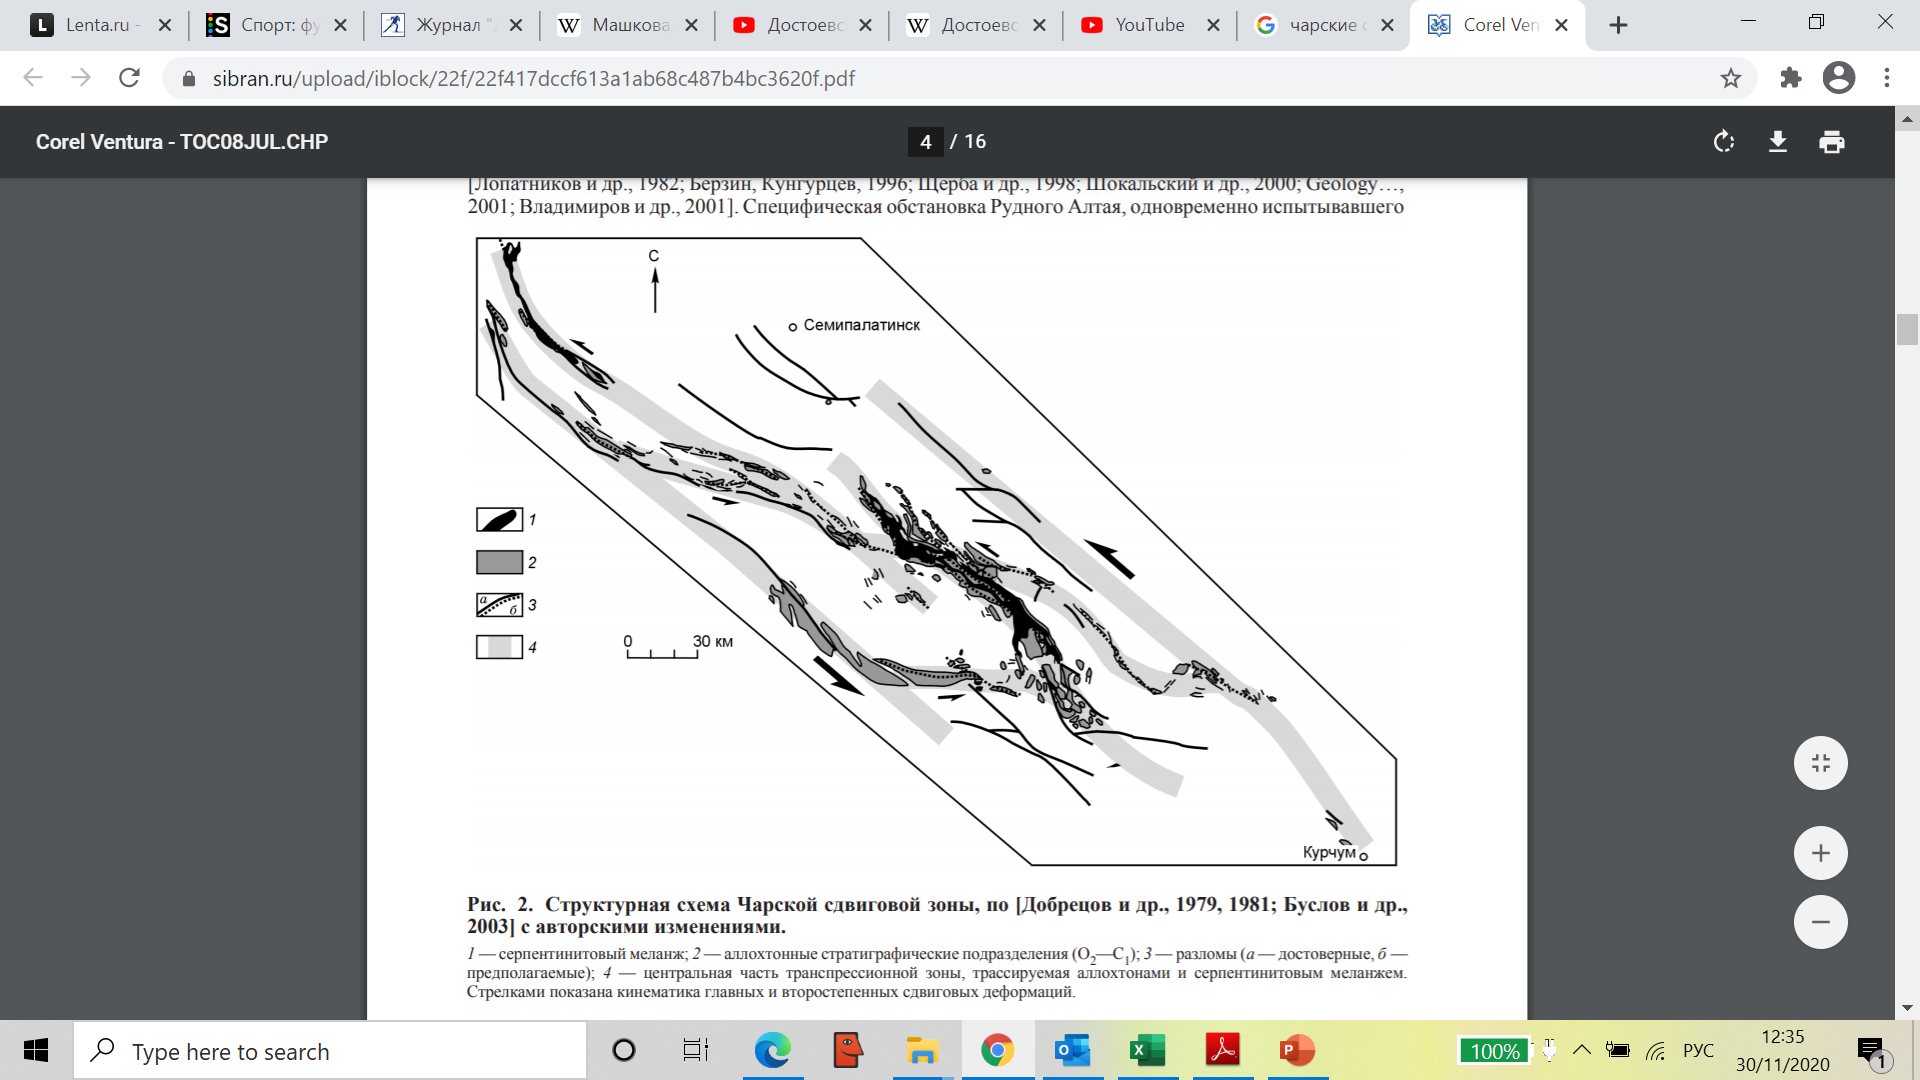 Lenta.ru -
Спорт: фу
Журнал "Л
Машкова
Достоевс
Достоевс
YouTube
чарские с
Corel Ven
sibran.ru/upload/iblock/22f/22f417dccf613a1ab68c487b4bc3620f.pdf
Corel Ventura - TOC08JUL.CHP
4 / 16
[Лопатников и др., 1982; Берзин, Кунгурцев, 1996; Щерба и др., 1998; Шокальский и др., 2000; Geology…,
2001; Владимиров и др., 2001]. Специфическая обстановка Рудного Алтая, одновременно испытывавшего
С
Семипалатинск
1
2
а б 3
4
0 30 км
Курчум
Рис. 2. Структурная схема Чарской сдвиговой зоны, по [Добрецов и др., 1979, 1981; Буслов и др.,
2003] с авторскими изменениями.
1 — серпентинитовый меланж; 2 — аллохтонные стратиграфические подразделения (O2—C1); 3 — разломы (а — достоверные, б —
предполагаемые); 4 — центральная часть транспрессионной зоны, трассируемая аллохтонами и серпентинитовым меланжем.
Стрелками показана кинематика главных и второстепенных сдвиговых деформаций.
Type here to search
100%
РУС
12:35
30/11/2020
1